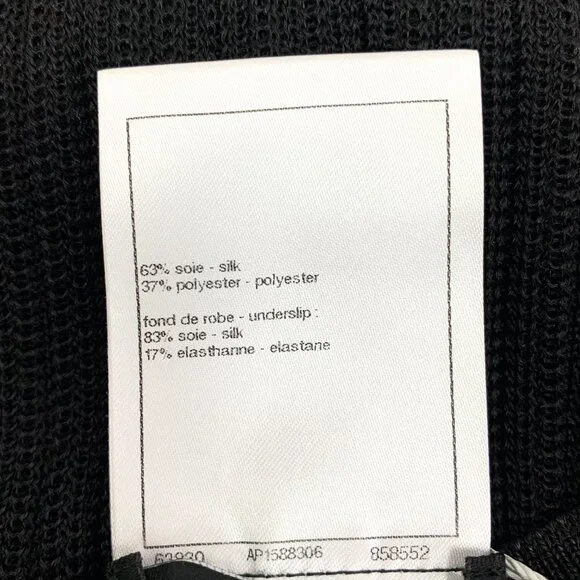 63% soie - silk
37% polyester - polyester
fond de robe - underslip :
83% soie - silk
17% elasthanne - elastane
AP1588306 858552